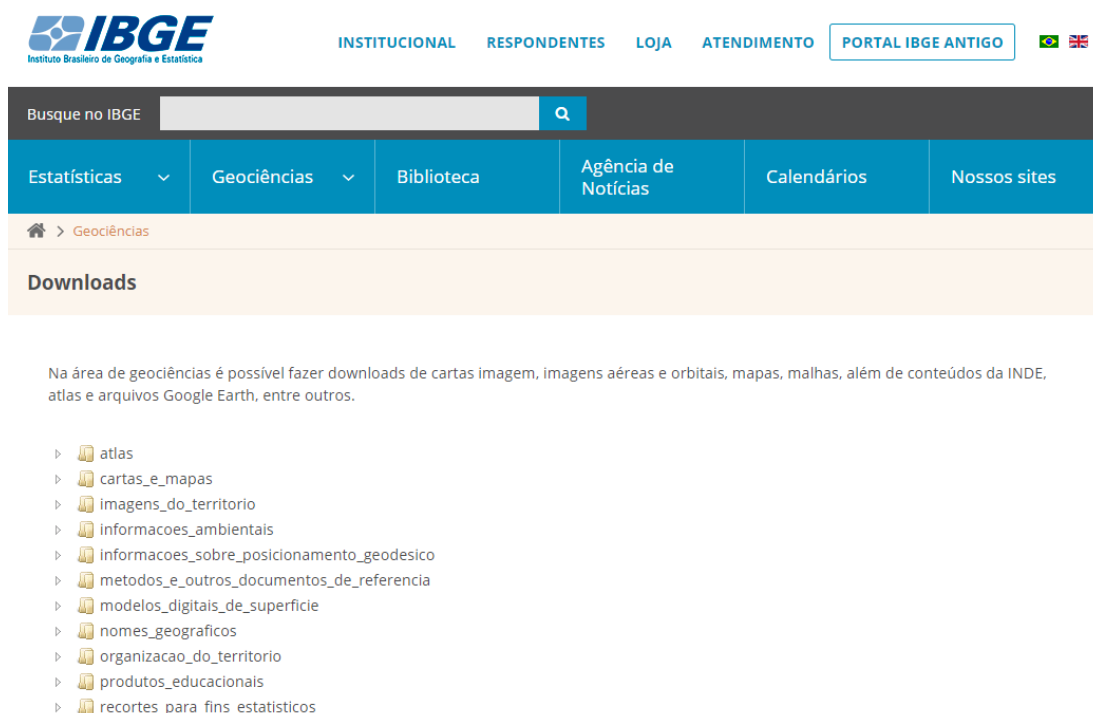 IBGE
Instituto Brasileiro de Geografia e Estatística
INSTITUCIONAL RESPONDENTES LOJA ATENDIMENTO PORTAL IBGE ANTIGO
Busque no IBGE
Estatísticas Geociências Biblioteca Agência de Notícias Calendários Nossos sites
> Geociências
Downloads
Na área de geociências é possível fazer downloads de cartas imagem, imagens aéreas e orbitais, mapas, malhas, além de conteúdos da INDE,
atlas e arquivos Google Earth, entre outros.
atlas
cartas_e_mapas
imagens_do_territorio
informacoes_ambientais
informacoes_sobre_posicionamento_geodesico
metodos_e_outros_documentos_de_referencia
modelos_digitais_de_superficie
nomes_geograficos
organizacao_do_territorio
produtos_educacionais
recortes_para_fins_estatisticos